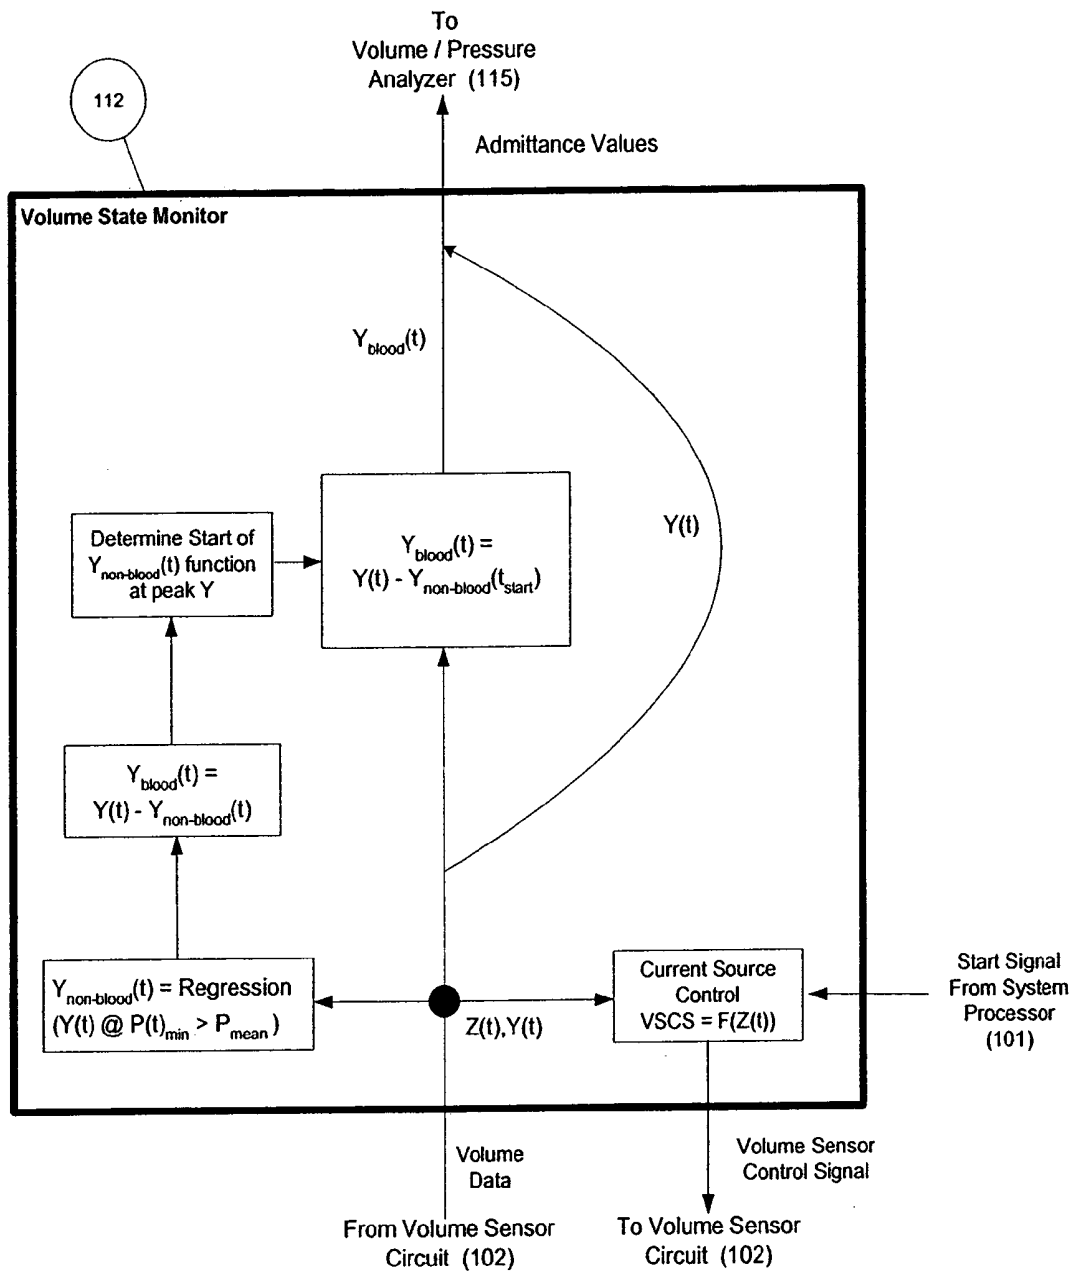 To
Volume / Pressure
Analyzer (115)
112
Admittance Values
Volume State Monitor
Y_blood(t)
Y(t)
Determine Start of
Y_non-blood(t) function
at peak Y
Y_blood(t) =
Y(t) - Y_non-blood(t_start)
Y_blood(t) =
Y(t) - Y_non-blood(t)
Y_non-blood(t) = Regression
(Y(t) @ P(t)_min > P_mean )
Z(t),Y(t)
Current Source
Control
VSCS = F(Z(t))
Start Signal
From System
Processor
(101)
Volume
Data
Volume Sensor
Control Signal
From Volume Sensor
Circuit (102)
To Volume Sensor
Circuit (102)